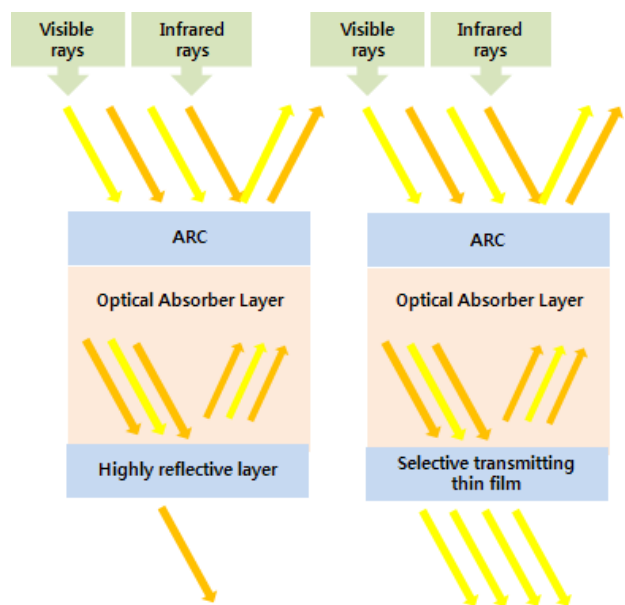 Visible
rays
Infrared
rays
Visible
rays
Infrared
rays
ARC
Optical Absorber Layer
Highly reflective layer
ARC
Optical Absorber Layer
Selective transmitting
thin film